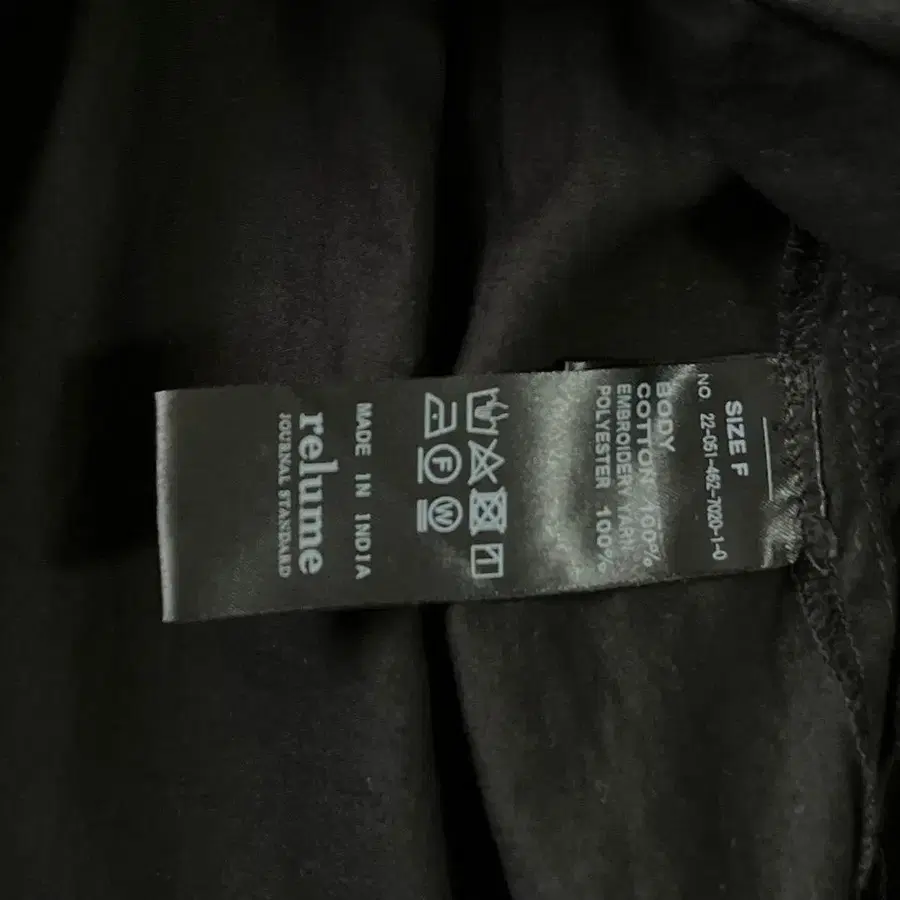 SIZE F
NO. 22-051-462-7020-1-0
BODY
COTTON 100%
EMBROIDERY YARN
POLYESTER 100%
F W
MADE IN INDIA
relume
JOURNAL STANDARD